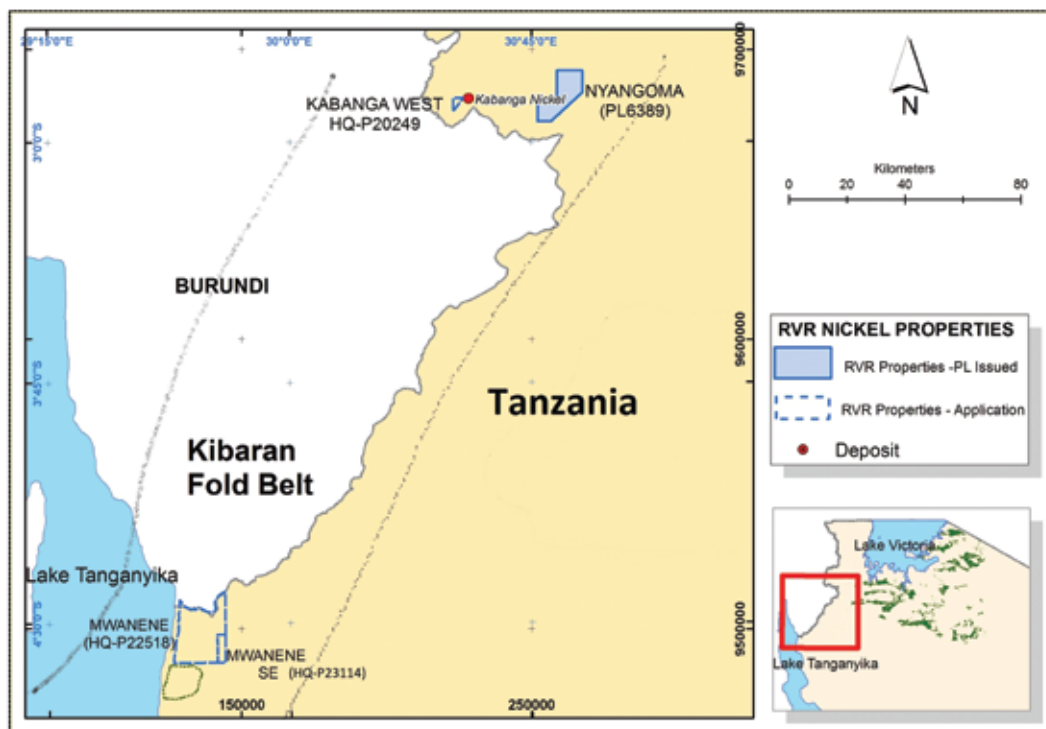 29°15'0"E
30°0'0"E
30°45'0"E
9700000
KABANGA WEST
HQ-P20249
Kabanga Nickel
NYANGOMA
(PL6389)
3°0'0"S
BURUNDI
9600000
3°45'0"S
Tanzania
Kibaran
Fold Belt
Lake Tanganyika
4°30'0"S
MWANENE
(HQ-P22518)
MWANENE
SE (HQ-P23114)
9500000
150000
250000
N
Kilometers
0 20 40 80
RVR NICKEL PROPERTIES
RVR Properties -PL Issued
RVR Properties - Application
Deposit
Lake Victoria
Lake Tanganyika